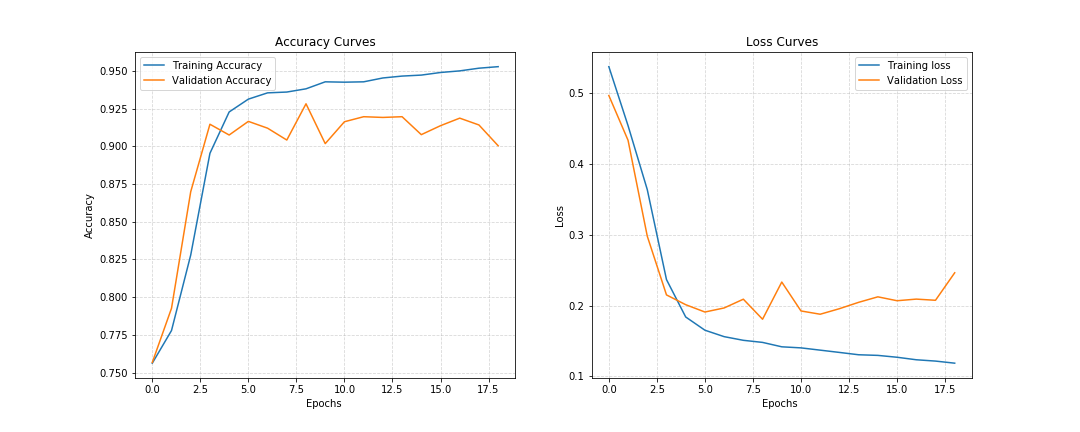 Accuracy Curves
Training Accuracy
Validation Accuracy
0.950
0.925
0.900
0.875
0.850
0.825
0.800
0.775
0.750
Accuracy
0.0 2.5 5.0 7.5 10.0 12.5 15.0 17.5
Epochs
Loss Curves
Training loss
Validation Loss
0.5
0.4
0.3
0.2
0.1
Loss
0.0 2.5 5.0 7.5 10.0 12.5 15.0 17.5
Epochs